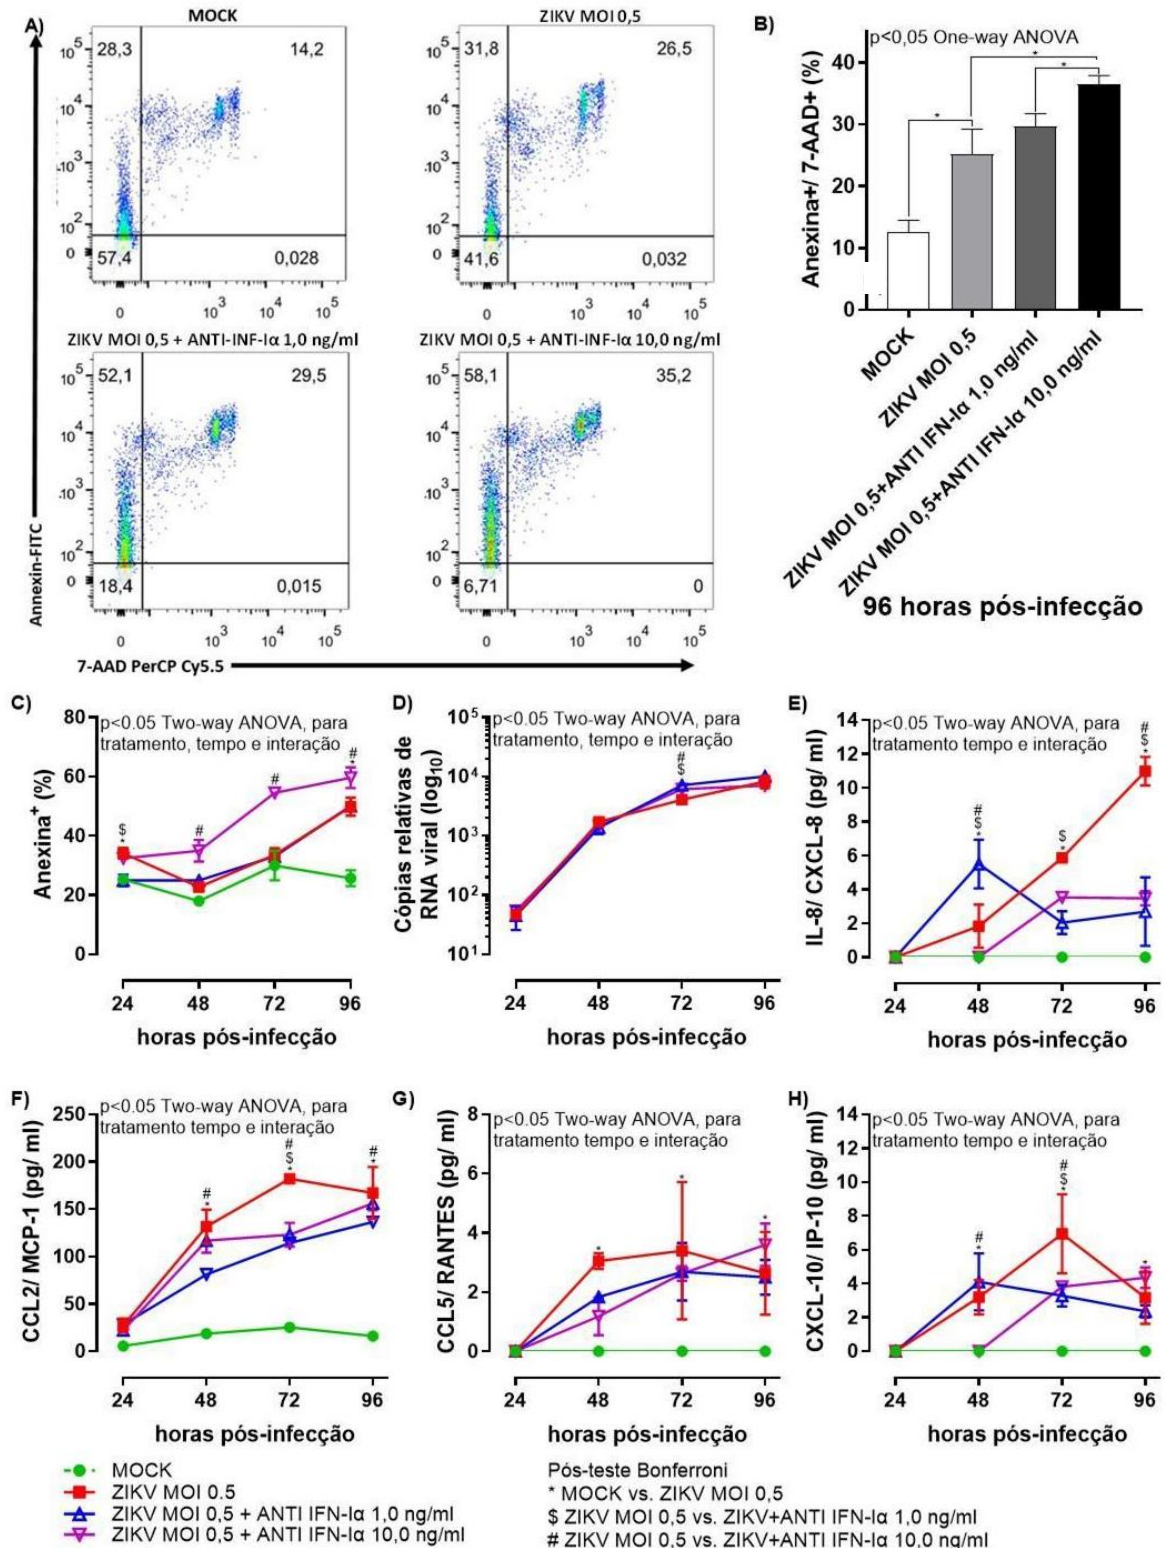 A)
MOCK
ZIKV MOI 0,5
10⁵
28,3
14,2
10⁴
.10³
10²
0
57,4
0,028
0
10³
10⁴
10⁵
10⁵
31,8
26,5
10⁴
10³
10²
0
41,6
0,032
0
10³
10⁴
10⁵
ZIKV MOI 0,5 + ANTI-INF-Iα 1,0 ng/ml
ZIKV MOI 0,5 + ANTI-INF-Iα 10,0 ng/ml
10⁵
52,1
29,5
10⁴
.10³
10²
0
18,4
0,015
0
10³
10⁴
10⁵
10⁵
58,1
35,2
10⁴
.10³
10²
0
6,71
0
0
10³
10⁴
10⁵
Annexin-FITC
7-AAD PerCP Cy5.5
B)
p<0,05 One-way ANOVA
Anexina+/ 7-AAD+ (%)
40
30
20
10
0
*
*
*
MOCK
ZIKV MOI 0,5
ZIKV MOI 0,5+ANTI IFN-Iα 1,0 ng/ml
ZIKV MOI 0,5+ANTI IFN-Iα 10,0 ng/ml
96 horas pós-infecção
C)
p<0.05 Two-way ANOVA, para
tratamento, tempo e interação
Anexina⁺ (%)
80
60
40
20
0
$
*
#
#
#
*
24 48 72 96
horas pós-infecção
D)
p<0.05 Two-way ANOVA, para
tratamento, tempo e interação
Cópias relativas de
RNA viral (log₁₀)
10⁵
10⁴
10³
10²
10¹
#
$
24 48 72 96
horas pós-infecção
E)
p<0.05 Two-way ANOVA, para
tratamento, tempo e interação
IL-8/ CXCL-8 (pg/ ml)
14
12
10
8
6
4
2
0
#
$
*
$
*
#
$
*
24 48 72 96
horas pós-infecção
F)
p<0.05 Two-way ANOVA, para
tratamento tempo e interação
CCL2/ MCP-1 (pg/ ml)
250
200
150
100
50
0
#
*
#
$
*
#
*
24 48 72 96
horas pós-infecção
G)
p<0.05 Two-way ANOVA, para
tratamento tempo e interação
CCL5/ RANTES (pg/ ml)
8
6
4
2
0
*
*
*
24 48 72 96
horas pós-infecção
H)
p<0.05 Two-way ANOVA, para
tratamento tempo e interação
CXCL-10/ IP-10 (pg/ ml)
14
12
10
8
6
4
2
0
#
*
#
$
*
*
24 48 72 96
horas pós-infecção
MOCK
ZIKV MOI 0.5
ZIKV MOI 0,5 + ANTI IFN-Iα 1,0 ng/ml
ZIKV MOI 0,5 + ANTI IFN-Iα 10,0 ng/ml
Pós-teste Bonferroni
* MOCK vs. ZIKV MOI 0,5
$ ZIKV MOI 0,5 vs. ZIKV+ANTI IFN-Iα 1,0 ng/ml
# ZIKV MOI 0,5 vs. ZIKV+ANTI IFN-Iα 10,0 ng/ml